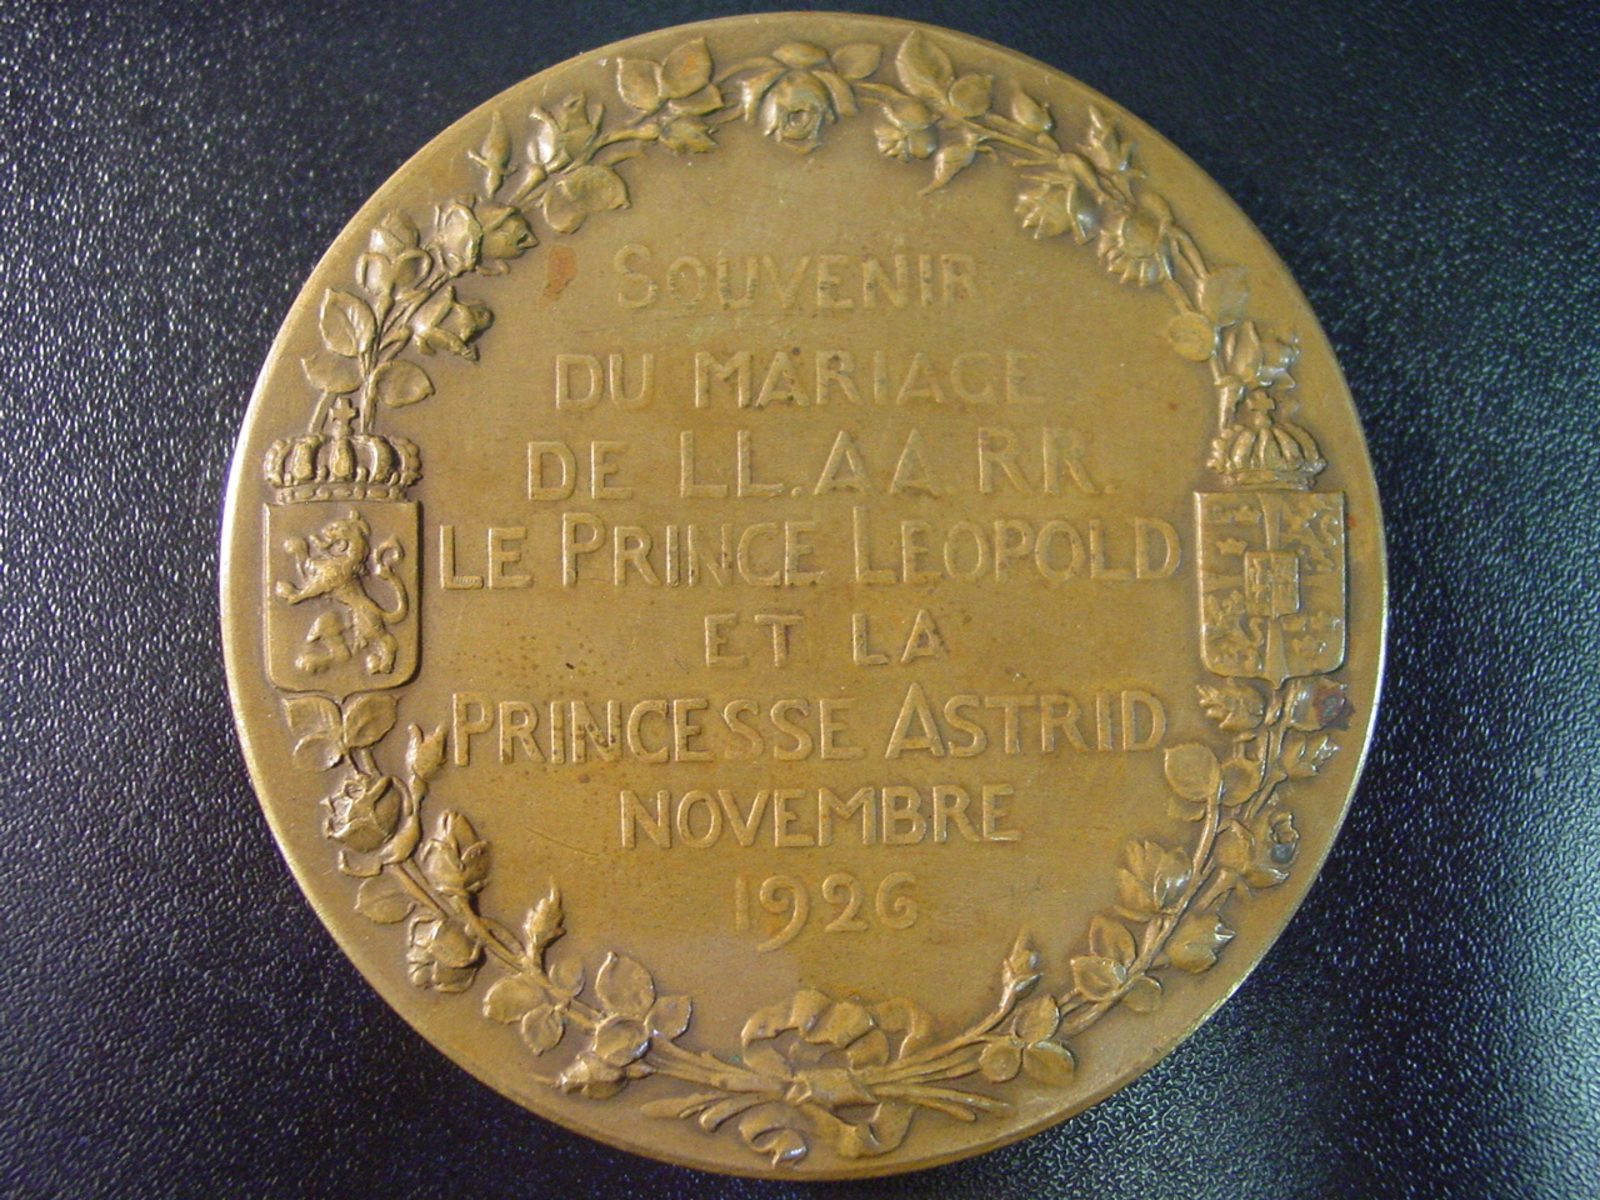 SOUVENIR
DU MARIAGE
DE LL.AA.RR.
LE PRINCE LEOPOLD
ET LA
PRINCESSE ASTRID
NOVEMBRE
1926